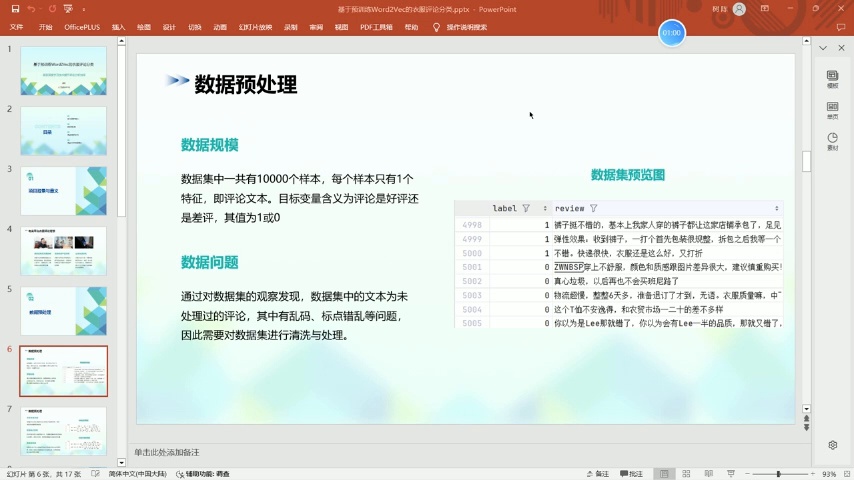 基于预训练Word2Vec的衣服评论分类.pptx - PowerPoint
01:00
文件 开始 OfficePLUS 插入 绘图 设计 切换 动画 幻灯片放映 录制 审阅 视图 PDF工具箱 帮助 操作说明搜索
1
2
目录
3
项目背景与意义
4
5
数据预处理
6
7
数据预处理
数据规模
数据集中一共有10000个样本，每个样本只有1个
特征，即评论文本。目标变量含义为评论是好评还
是差评，其值为1或0
数据问题
通过对数据集的观察发现，数据集中的文本为未
处理过的评论，其中有乱码、标点错乱等问题，
因此需要对数据集进行清洗与处理。
数据集预览图
label review
4998 1 裤子挺不错的，基本上我家人穿的裤子都让这家店铺承包了，足见
4999 1 弹性效果，收到裤子，一打个首先包装很规整，拆包之后我等一个
5000 1 不错。快递很快，衣服还是这么好，又打折
5001 0 ZWNBSP穿上不舒服，颜色和质感跟图片差异很大，建议慎重购买！
5002 0 真心垃圾，以后再也不会买班尼路了
5003 0 物流超慢，整整6天多，准备退订了才到，无语。衣服质量嘛，中
5004 0 这个T恤不安逸得，和农贸市场一二十的差不多样
5005 0 你以为是Lee那就错了，你以为会有Lee一半的品质，那就又错了，
单击此处添加备注
幻灯片 第 6 张，共 17 张 简体中文(中国大陆) 辅助功能: 调查 备注 批注 93%